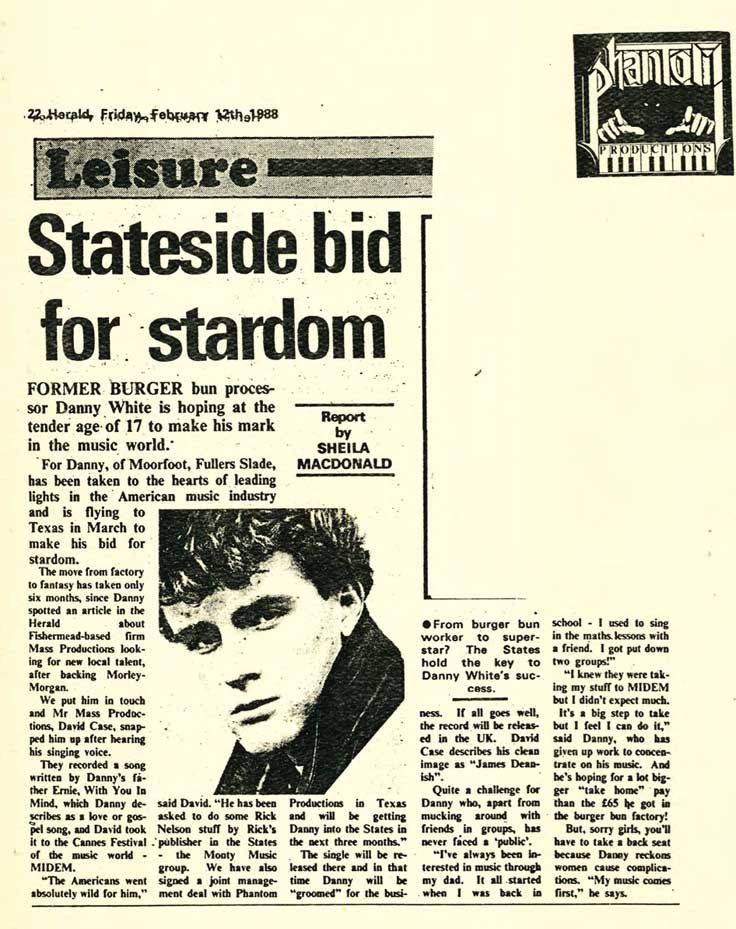 22 Herald, Friday, February 12th 1988
PHANTOM
PRODUCTIONS
Leisure
Stateside bid
for stardom
FORMER BURGER bun proces-
sor Danny White is hoping at the
tender age of 17 to make his mark
in the music world.
Report
by
SHEILA
MACDONALD
For Danny, of Moorfoot, Fullers Slade,
has been taken to the hearts of leading
lights in the American music industry
and is flying to
Texas in March to
make his bid for
stardom.
The move from factory
to fantasy has taken only
six months, since Danny
spotted an article in the
Herald about
Fishermead-based firm
Mass Productions look-
ing for new local talent,
after backing Morley-
Morgan.
We put him in touch
and Mr Mass Produc-
tions, David Case, snap-
ped him up after hearing
his singing voice.
They recorded a song
written by Danny's fa-
ther Ernie, With You In
Mind, which Danny de-
scribes as a love or gos-
pel song, and David took
it to the Cannes Festival
of the music world -
MIDEM.
"The Americans went
absolutely wild for him,"
said David. "He has been
asked to do some Rick
Nelson stuff by Rick's
publisher in the States
- the Mooty Music
group. We have also
signed a joint manage-
ment deal with Phantom
Productions in Texas
and will be getting
Danny into the States in
the next three months."
The single will be re-
leased there and in that
time Danny will be
"groomed" for the busi-
●From burger bun
worker to super-
star? The States
hold the key to
Danny White's suc-
cess.
ness. If all goes well,
the record will be releas-
ed in the UK. David
Case describes his clean
image as "James Dean-
ish".
Quite a challenge for
Danny who, apart from
mucking around with
friends in groups, has
never faced a 'public'.
"I've always been in-
terested in music through
my dad. It all started
when I was back in
school - I used to sing
in the maths lessons with
a friend. I got put down
two groups!"
"I knew they were tak-
ing my stuff to MIDEM
but I didn't expect much.
It's a big step to take
but I feel I can do it,"
said Danny, who has
given up work to concen-
trate on his music. And
he's hoping for a lot big-
ger "take home" pay
than the £65 he got in
the burger bun factory!
But, sorry girls, you'll
have to take a back seat
because Danny reckons
women cause complica-
tions. "My music comes
first," he says.